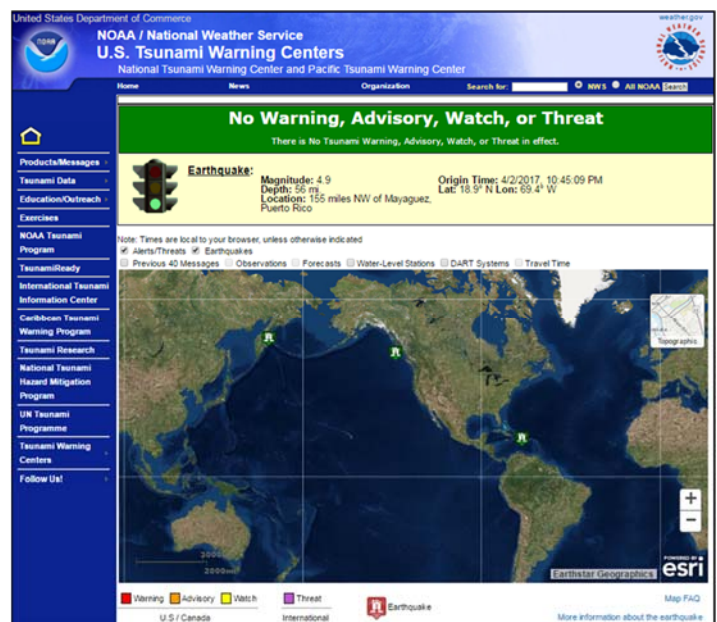 United States Department of Commerce
weather.gov
NOAA / National Weather Service
U.S. Tsunami Warning Centers
National Tsunami Warning Center and Pacific Tsunami Warning Center
Home News Organization Search for: NWS All NOAA Search
No Warning, Advisory, Watch, or Threat
There is No Tsunami Warning, Advisory, Watch, or Threat in effect.
Earthquake:
Magnitude: 4.9
Depth: 56 mi
Location: 155 miles NW of Mayaguez,
Puerto Rico
Origin Time: 4/2/2017, 10:45:09 PM
Lat: 18.9° N Lon: 69.4° W
Products/Messages
Tsunami Data
Education/Outreach
Exercises
NOAA Tsunami
Program
TsunamiReady
International Tsunami
Information Center
Caribbean Tsunami
Warning Program
Tsunami Research
National Tsunami
Hazard Mitigation
Program
UN Tsunami
Programme
Tsunami Warning
Centers
Follow Us!
Note: Times are local to your browser, unless otherwise indicated
Alerts/Threats Earthquakes
Previous 40 Messages Observations Forecasts Water-Level Stations DART Systems Travel Time
Topographic
+
−
3000
2000mi
Earthstar Geographics
POWERED BY
esri
Warning Advisory Watch Threat Earthquake
U.S / Canada International
Map FAQ
More information about the earthquake